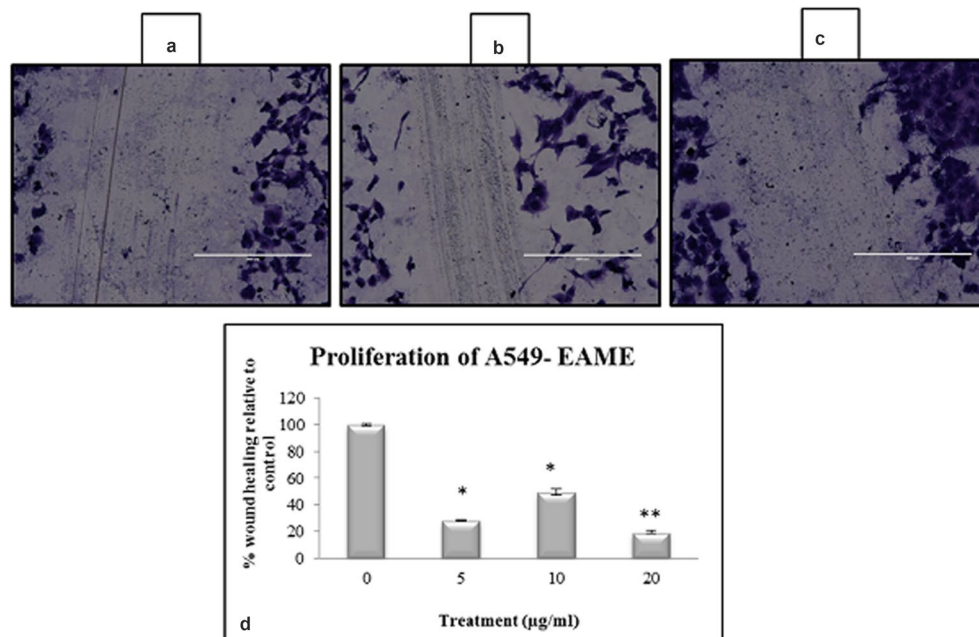 a
b
c
Proliferation of A549- EAME
% wound healing relative to
control
120
100
80
60
40
20
0
*
*
**
0 5 10 20
Treatment (µg/ml)
d